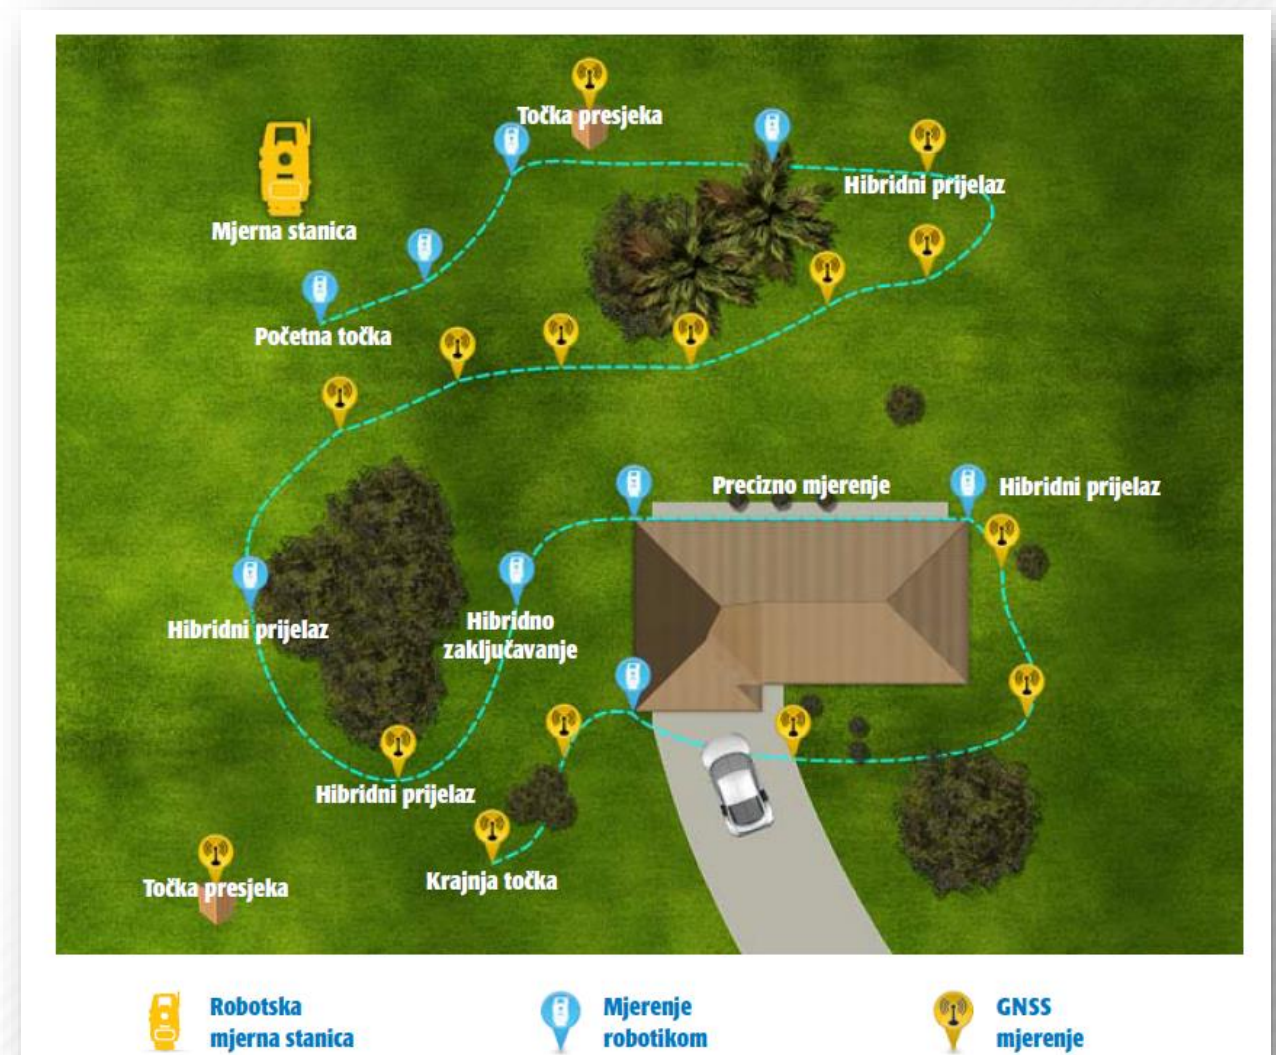 Točka presjeka
Hibridni prijelaz
Mjerna stanica
Početna točka
Precizno mjerenje
Hibridni prijelaz
Hibridni prijelaz
Hibridno
zaključavanje
Hibridni prijelaz
Krajnja točka
Točka presjeka
Robotska
mjerna stanica
Mjerenje
robotikom
GNSS
mjerenje